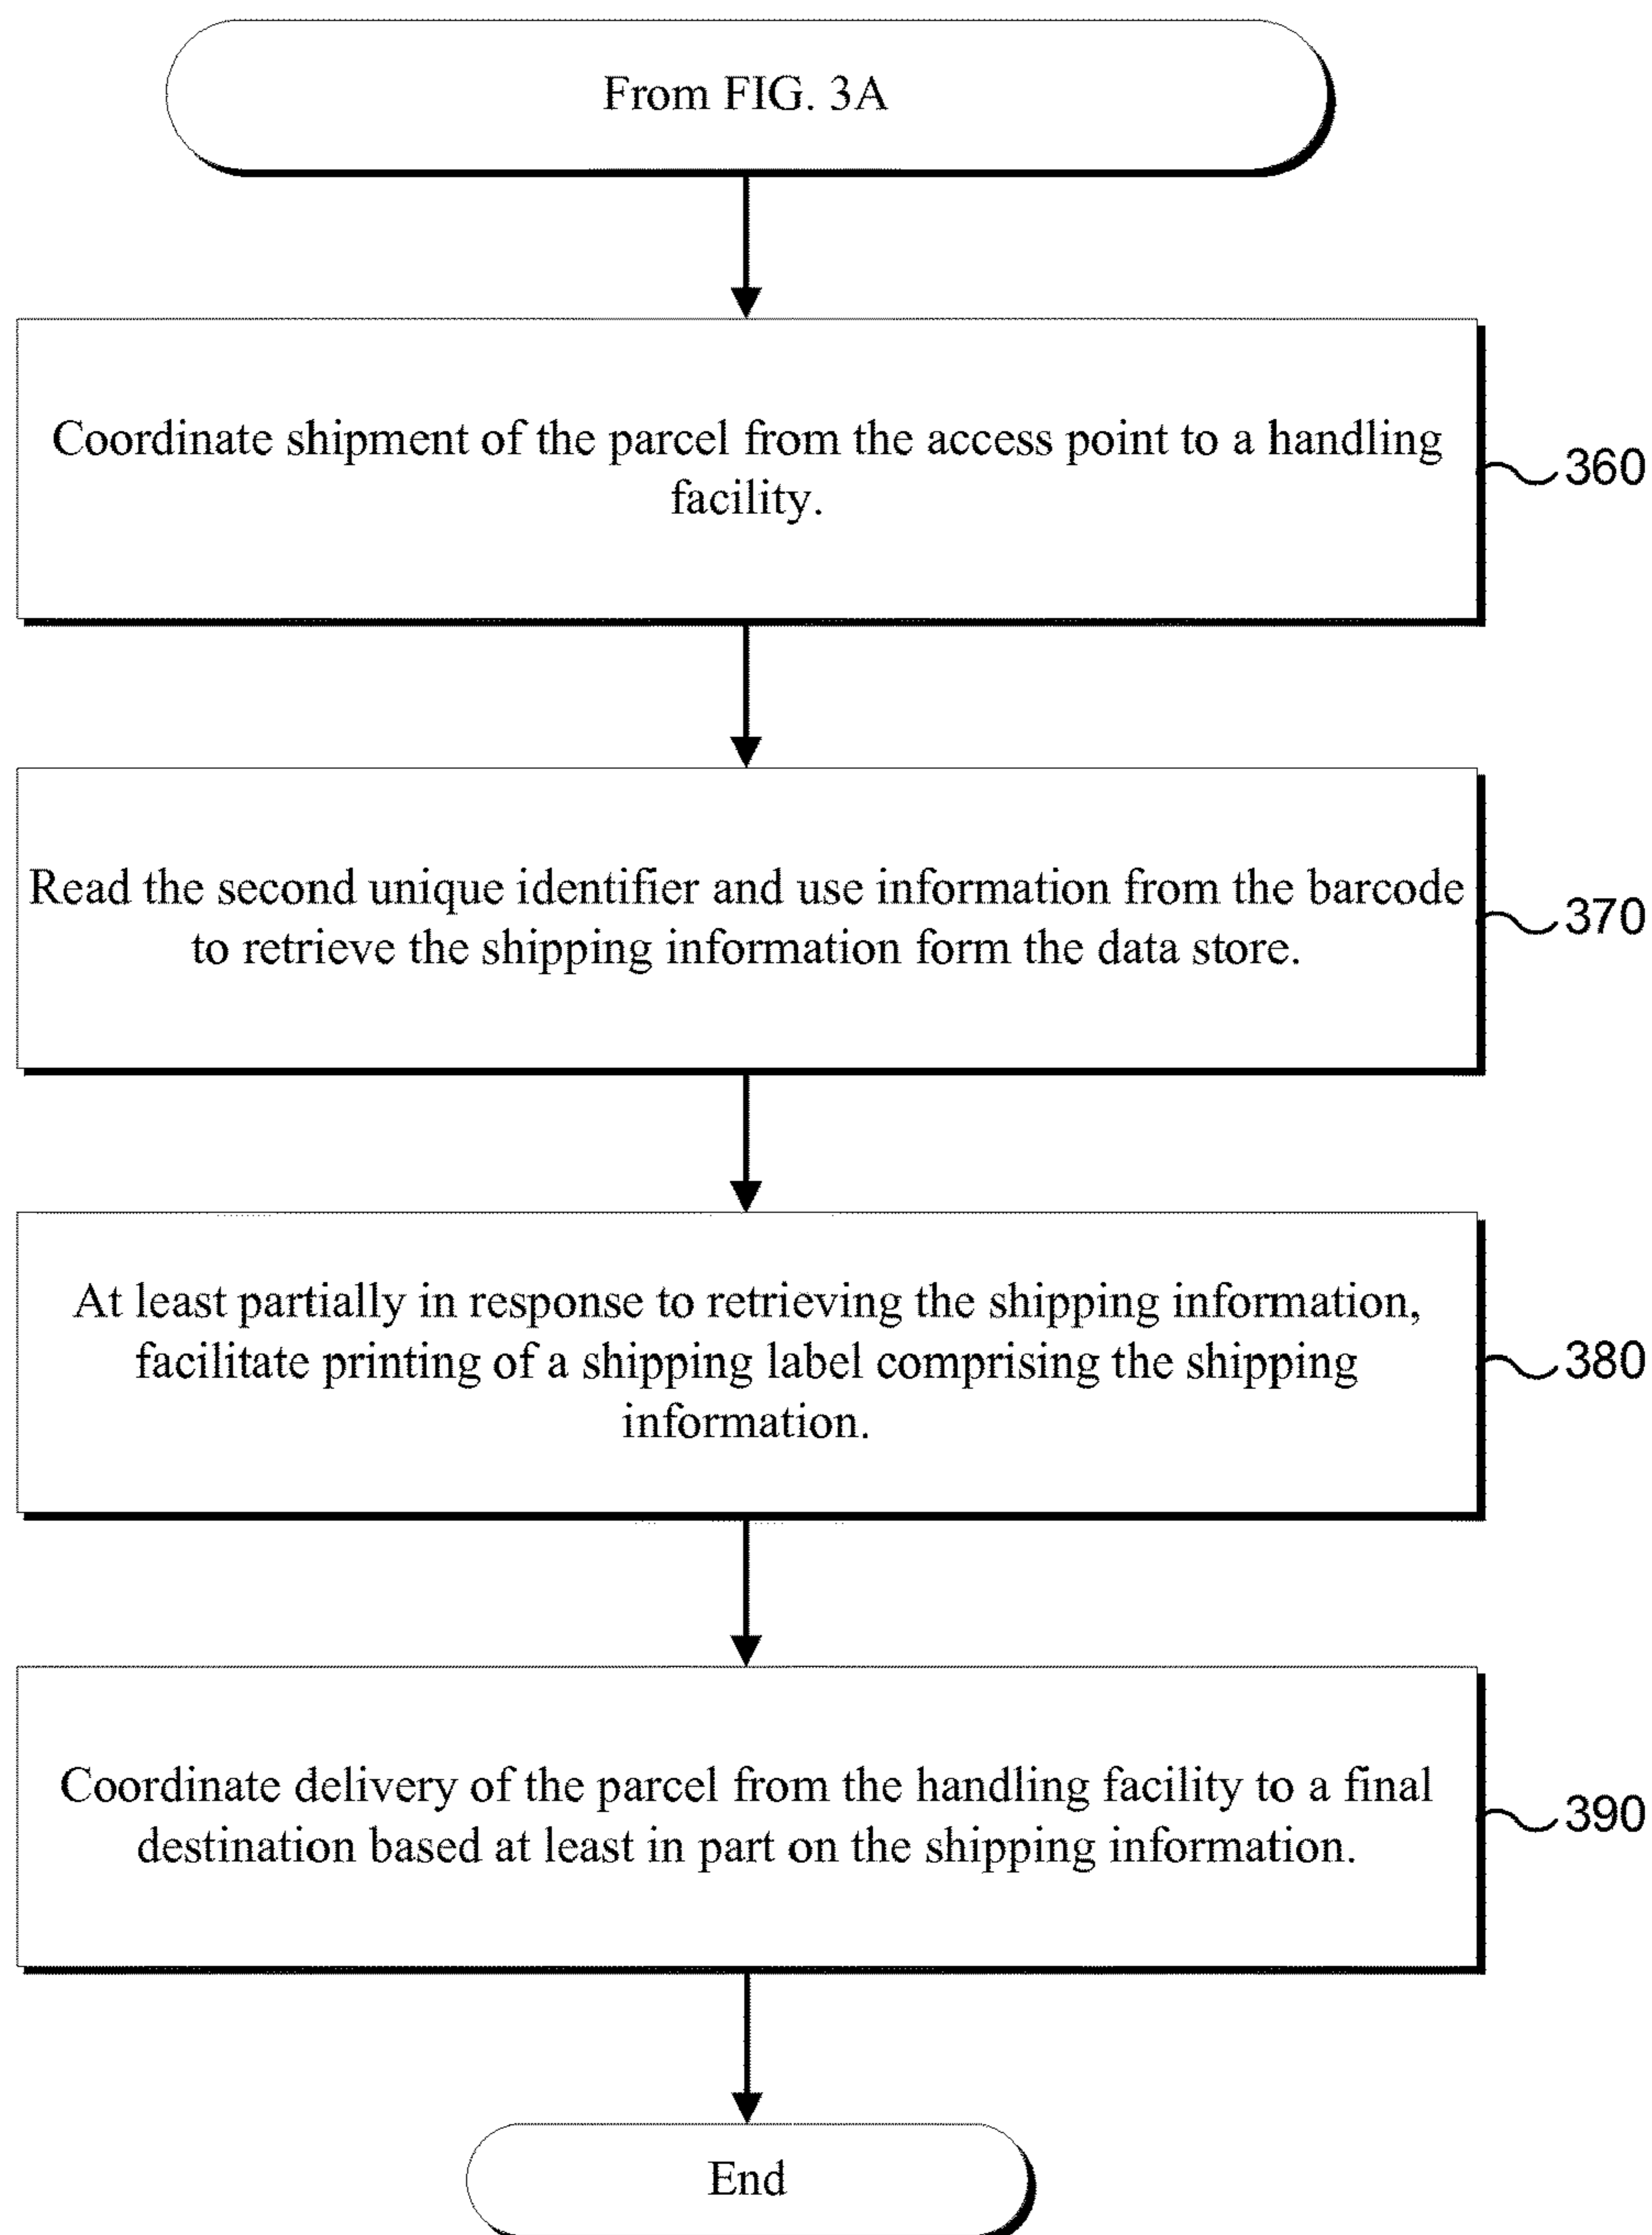 From FIG. 3A
Coordinate shipment of the parcel from the access point to a handling
facility.
360
Read the second unique identifier and use information from the barcode
to retrieve the shipping information form the data store.
370
At least partially in response to retrieving the shipping information,
facilitate printing of a shipping label comprising the shipping
information.
380
Coordinate delivery of the parcel from the handling facility to a final
destination based at least in part on the shipping information.
390
End